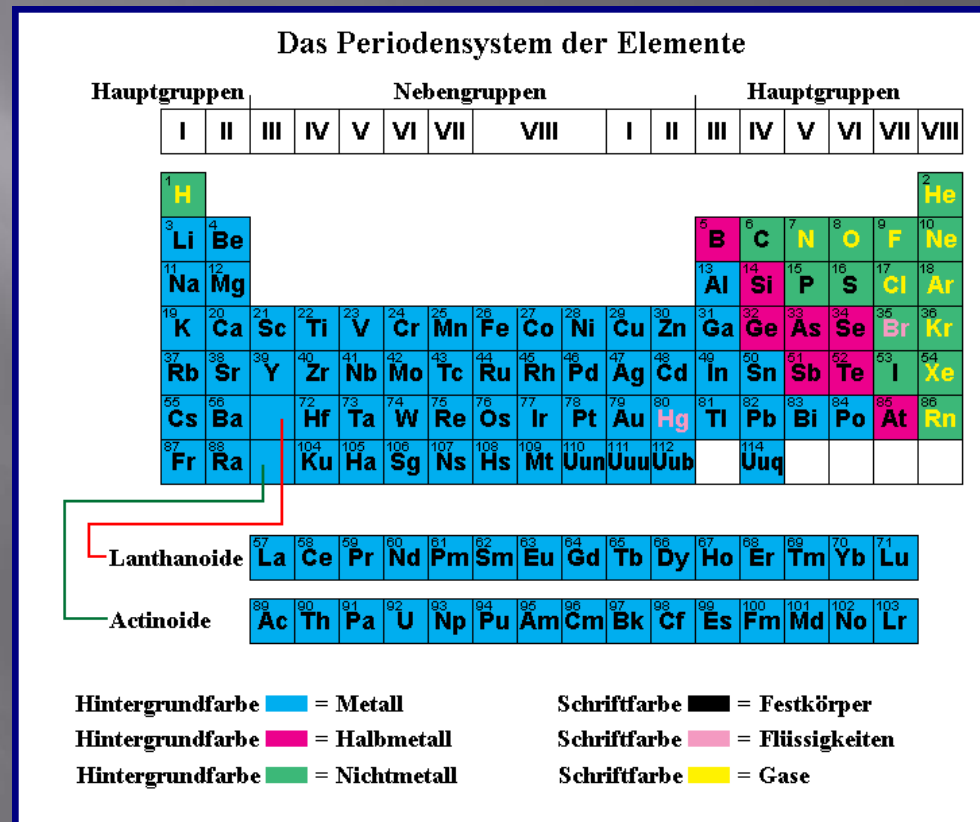 Das Periodensystem der Elemente
Hauptgruppen Nebengruppen Hauptgruppen
I II III IV V VI VII VIII I II III IV V VI VII VIII
1 H 2 He
3 Li 4 Be 5 B 6 C 7 N 8 O 9 F 10 Ne
11 Na 12 Mg 13 Al 14 Si 15 P 16 S 17 Cl 18 Ar
19 K 20 Ca 21 Sc 22 Ti 23 V 24 Cr 25 Mn 26 Fe 27 Co 28 Ni 29 Cu 30 Zn 31 Ga 32 Ge 33 As 34 Se 35 Br 36 Kr
37 Rb 38 Sr 39 Y 40 Zr 41 Nb 42 Mo 43 Tc 44 Ru 45 Rh 46 Pd 47 Ag 48 Cd 49 In 50 Sn 51 Sb 52 Te 53 I 54 Xe
55 Cs 56 Ba 72 Hf 73 Ta 74 W 75 Re 76 Os 77 Ir 78 Pt 79 Au 80 Hg 81 Tl 82 Pb 83 Bi 84 Po 85 At 86 Rn
87 Fr 88 Ra 104 Ku 105 Ha 106 Sg 107 Ns 108 Hs 109 Mt 110 Uun 111 Uuu 112 Uub 114 Uuq
Lanthanoide 57 La 58 Ce 59 Pr 60 Nd 61 Pm 62 Sm 63 Eu 64 Gd 65 Tb 66 Dy 67 Ho 68 Er 69 Tm 70 Yb 71 Lu
Actinoide 89 Ac 90 Th 91 Pa 92 U 93 Np 94 Pu 95 Am 96 Cm 97 Bk 98 Cf 99 Es 100 Fm 101 Md 102 No 103 Lr
Hintergrundfarbe = Metall Schriftfarbe = Festkörper
Hintergrundfarbe = Halbmetall Schriftfarbe = Flüssigkeiten
Hintergrundfarbe = Nichtmetall Schriftfarbe = Gase